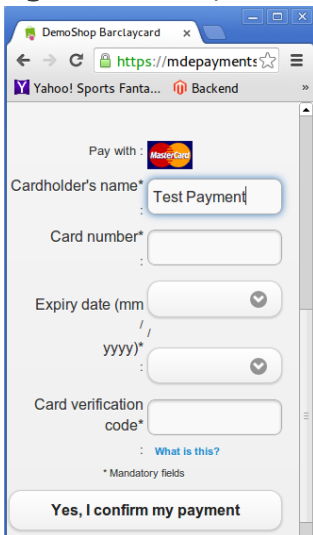 DemoShop Barclaycard
https://mdepayments
Yahoo! Sports Fanta... Backend »
Pay with : MasterCard
Cardholder's name*
:
Test Payment
Card number*
:
Expiry date (mm
/
/
yyyy)*
:
Card verification
code*
: What is this?
* Mandatory fields
Yes, I confirm my payment